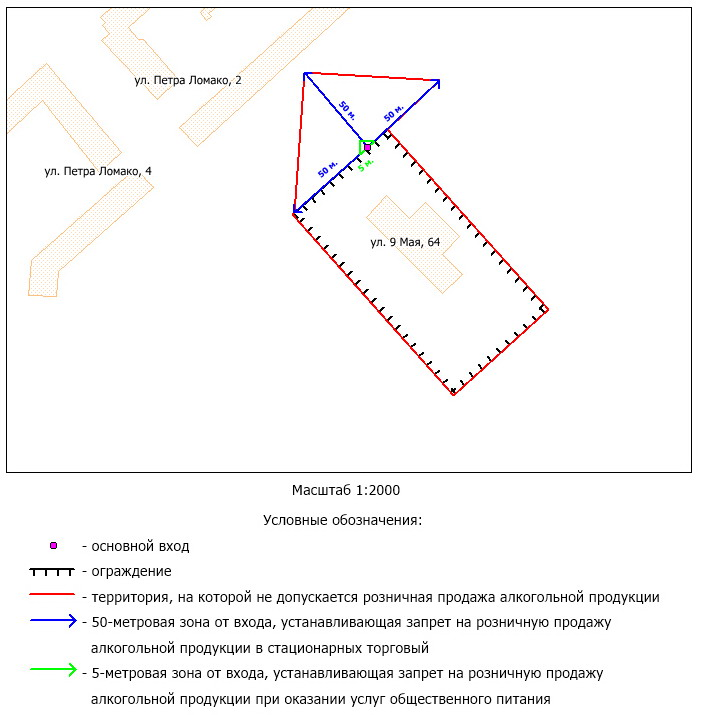 ул. Петра Ломако, 2
50 м.
50 м.
ул. Петра Ломако, 4
50 м.
5 м.
ул. 9 Мая, 64
Масштаб 1:2000
Условные обозначения:
- основной вход
- ограждение
- территория, на которой не допускается розничная продажа алкогольной продукции
- 50-метровая зона от входа, устанавливающая запрет на розничную продажу
алкогольной продукции в стационарных торговый
- 5-метровая зона от входа, устанавливающая запрет на розничную продажу
алкогольной продукции при оказании услуг общественного питания